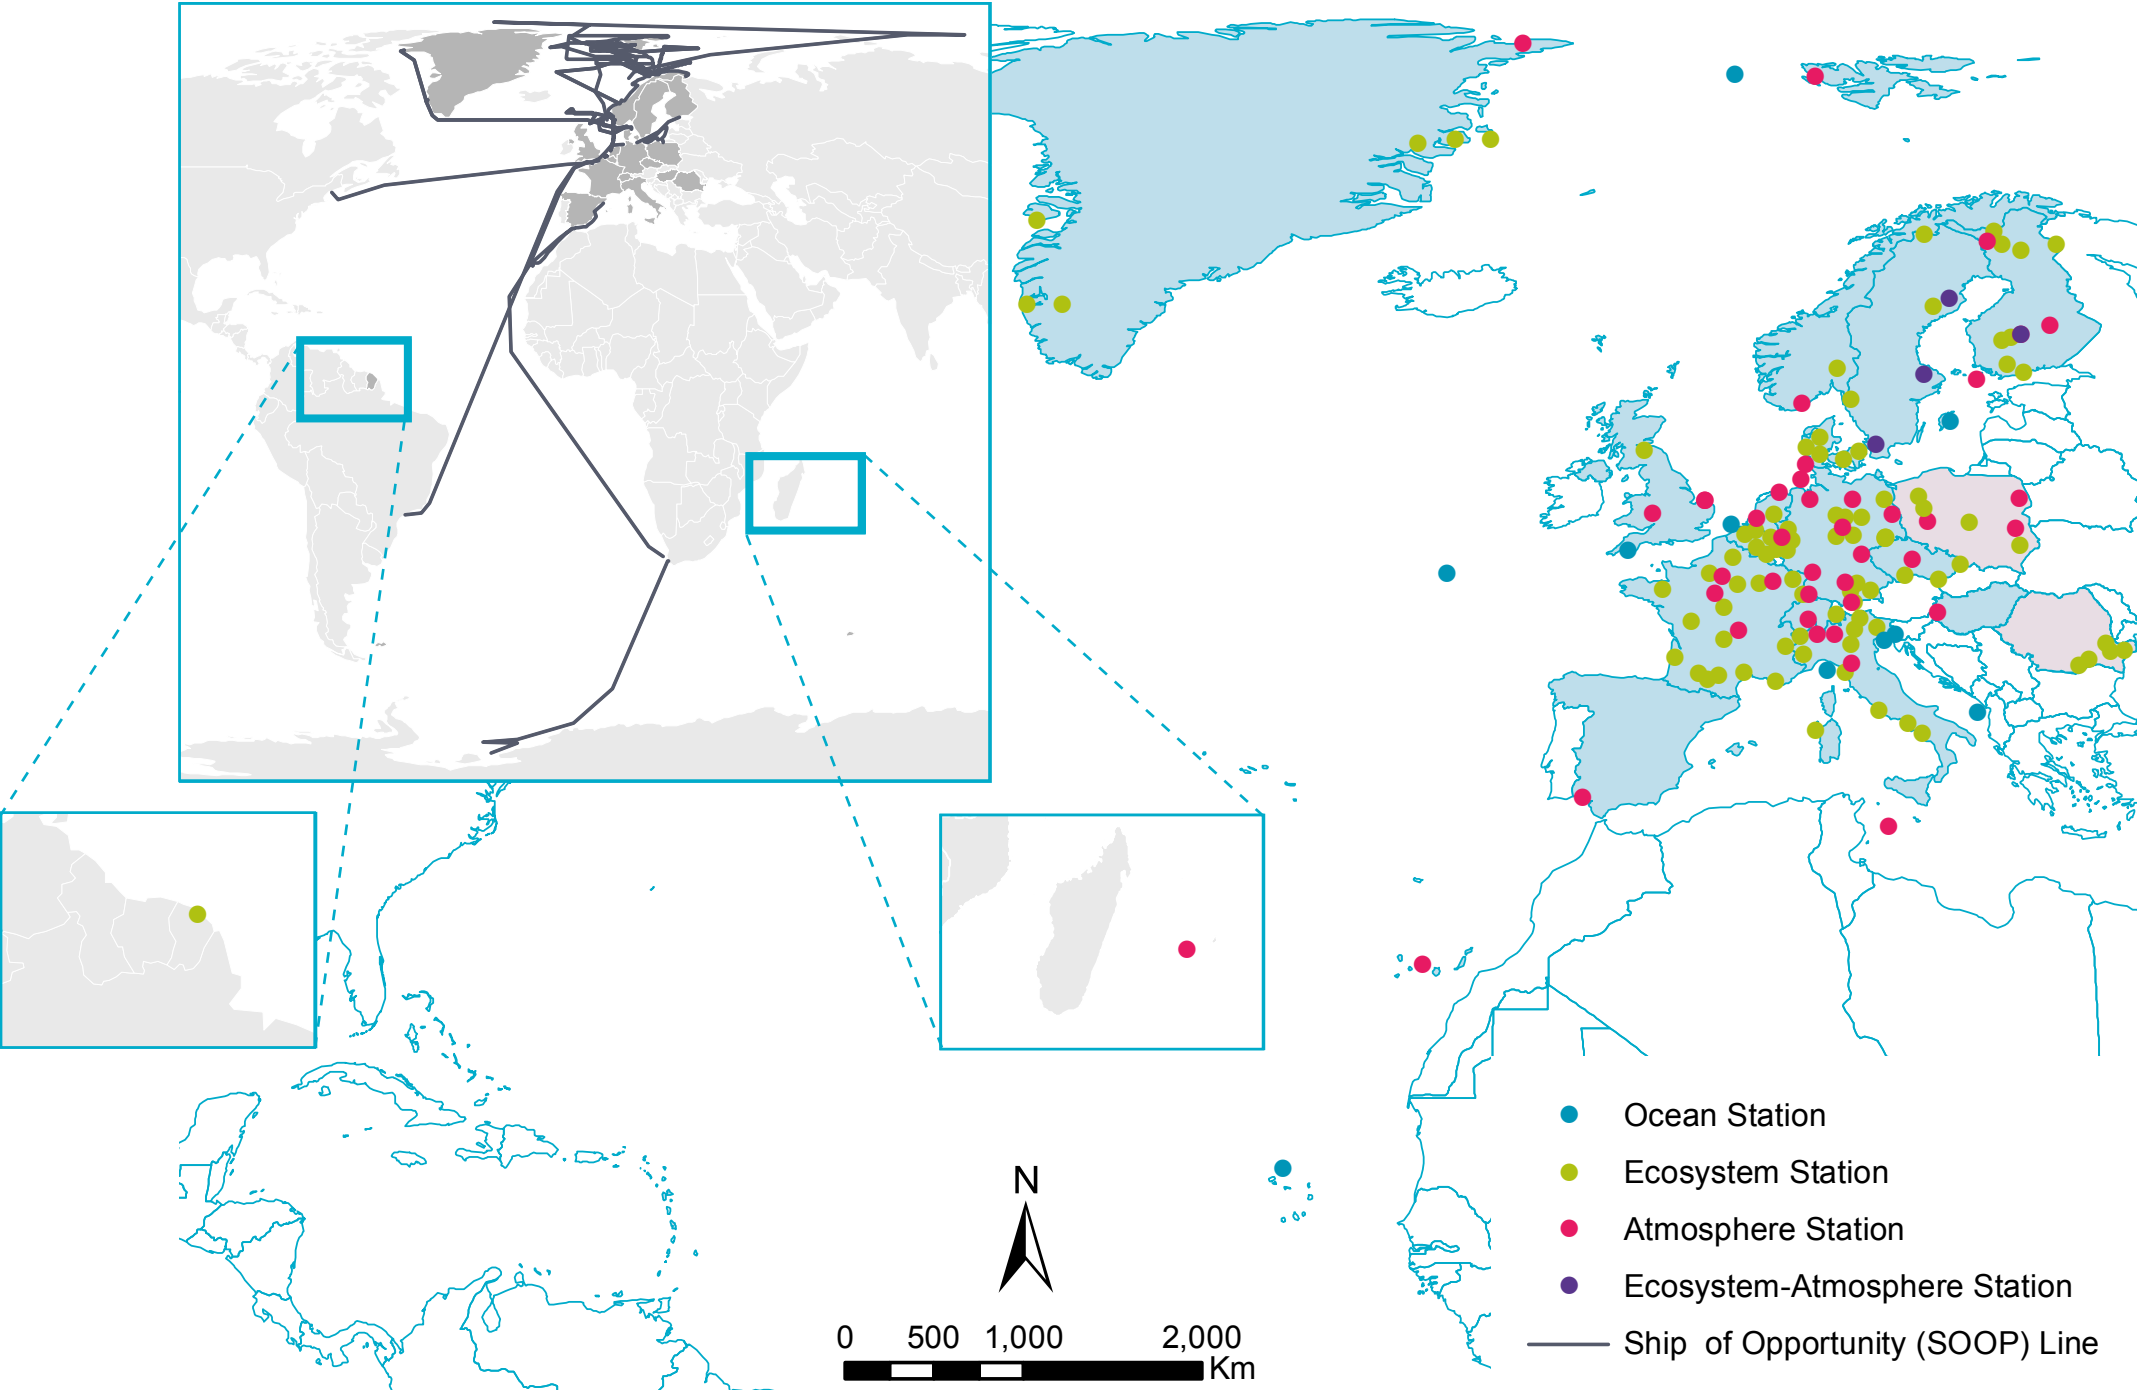 Ocean Station
Ecosystem Station
Atmosphere Station
Ecosystem-Atmosphere Station
Ship of Opportunity (SOOP) Line
N
0 500 1,000 2,000
Km